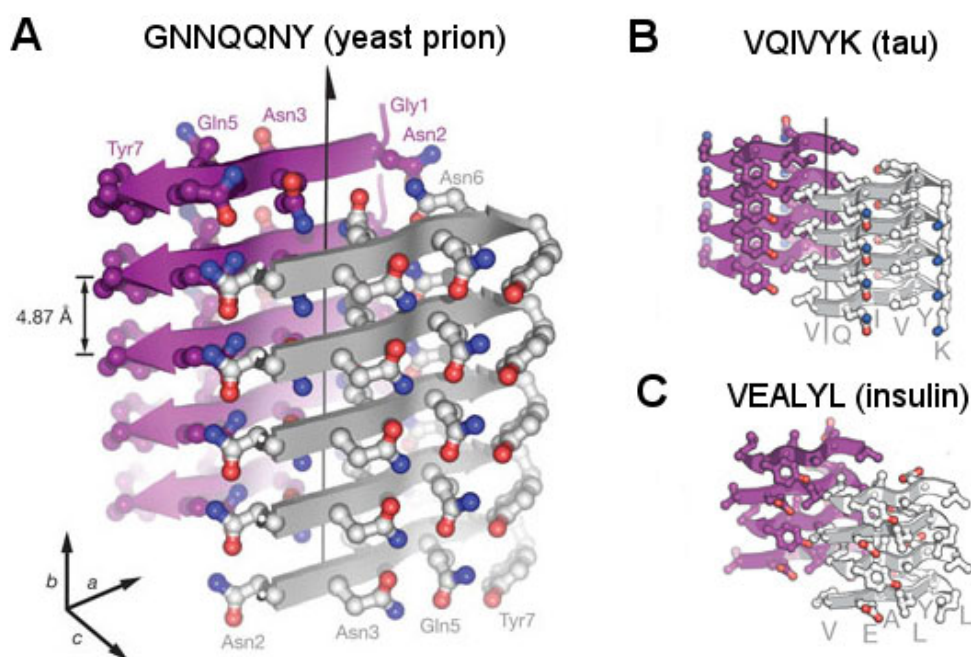 A
GNNQQNY (yeast prion)
Tyr7
Gln5
Asn3
Gly1
Asn2
Asn6
4.87 Å
b
a
c
Asn2
Asn3
Gln5
Tyr7
B
VQIVYK (tau)
V Q I V Y K
C
VEALYL (insulin)
V E A L Y L